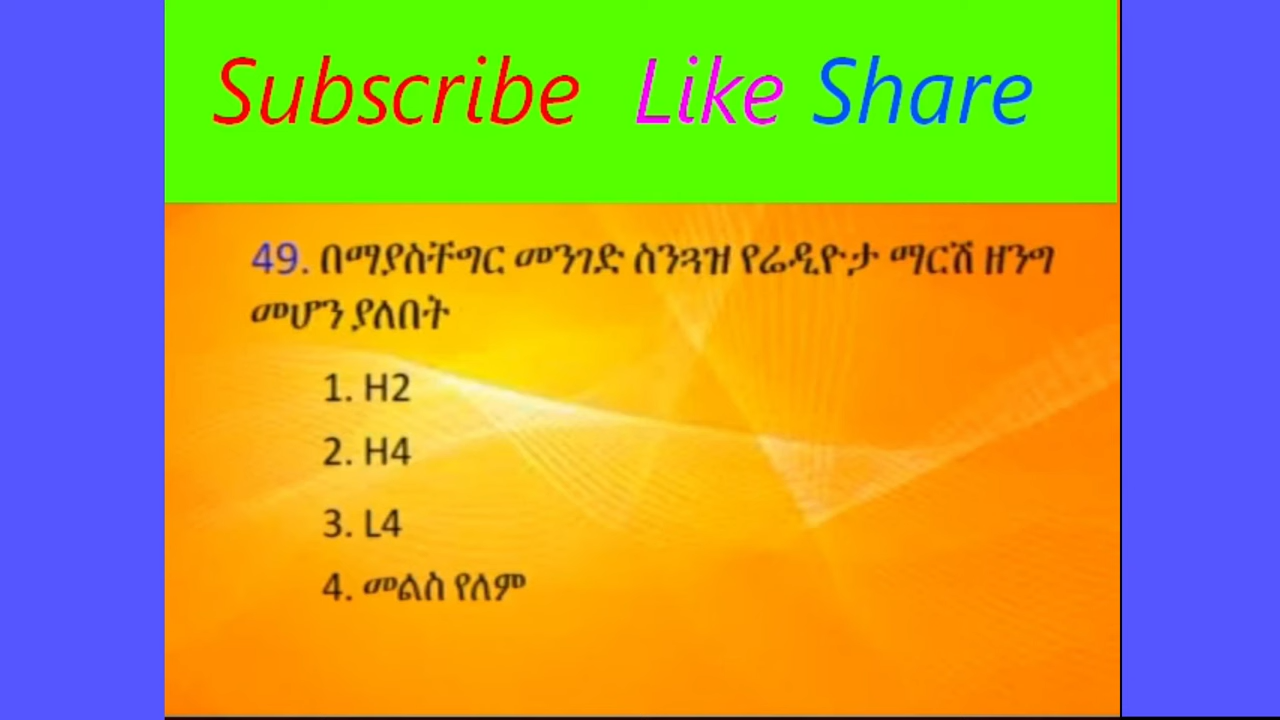 Subscribe Like Share
49. በማያስቸግር መንገድ ስንጓዝ የሬዲዮታ ማርሽ ዘንግ
መሆን ያለበት
1. H2
2. H4
3. L4
4. መልስ የለም